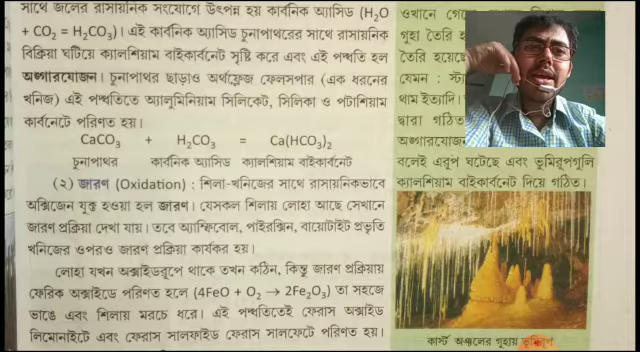 সাথে জলের রাসায়নিক সংযোগে উৎপন্ন হয় কার্বনিক অ্যাসিড (H₂O
+ CO₂ = H₂CO₃)। এই কার্বনিক অ্যাসিড চুনাপাথরের সাথে রাসায়নিক
বিক্রিয়া ঘটিয়ে ক্যালশিয়াম বাইকার্বনেট সৃষ্টি করে এবং এই পদ্ধতি হল
অঙ্গারযোজন। চুনাপাথর ছাড়াও অর্থোক্লেজ ফেলসপার (এক ধরনের
খনিজ) এই পদ্ধতিতে অ্যালুমিনিয়াম সিলিকেট, সিলিকা ও পটাশিয়াম
কার্বনেটে পরিণত হয়।
CaCO₃ + H₂CO₃ = Ca(HCO₃)₂
চুনাপাথর কার্বনিক অ্যাসিড ক্যালশিয়াম বাইকার্বনেট
(২) জারণ (Oxidation) : শিলা-খনিজের সাথে রাসায়নিকভাবে
অক্সিজেন যুক্ত হওয়া হল জারণ। যেসকল শিলায় লোহা আছে সেখানে
জারণ প্রক্রিয়া দেখা যায়। তবে অ্যাম্ফিবোল, পাইরক্সিন, বায়োটাইট প্রভৃতি
খনিজের ওপরও জারণ প্রক্রিয়া কার্যকর হয়।
লোহা যখন অক্সাইডরূপে থাকে তখন কঠিন, কিন্তু জারণ প্রক্রিয়ায়
ফেরিক অক্সাইডে পরিণত হলে (4FeO + O₂ → 2Fe₂O₃) তা সহজে
ভাঙে এবং শিলায় মরচে ধরে। এই পদ্ধতিতেই ফেরাস অক্সাইড
লিমোনাইটে এবং ফেরাস সালফাইড ফেরাস সালফেটে পরিণত হয়।
ওখানে
গুহা তৈরি
তৈরি হয়েছে
যেমন :
থাম ইত্যাদি।
দ্বারা গঠিত
অঙ্গারযোজন
বলেই এরূপ ঘটেছে এবং ভূমিরূপগুলি
ক্যালশিয়াম বাইকার্বনেট দিয়ে গঠিত।
কার্স্ট অঞ্চলের গুহায় ভূমিরূপ